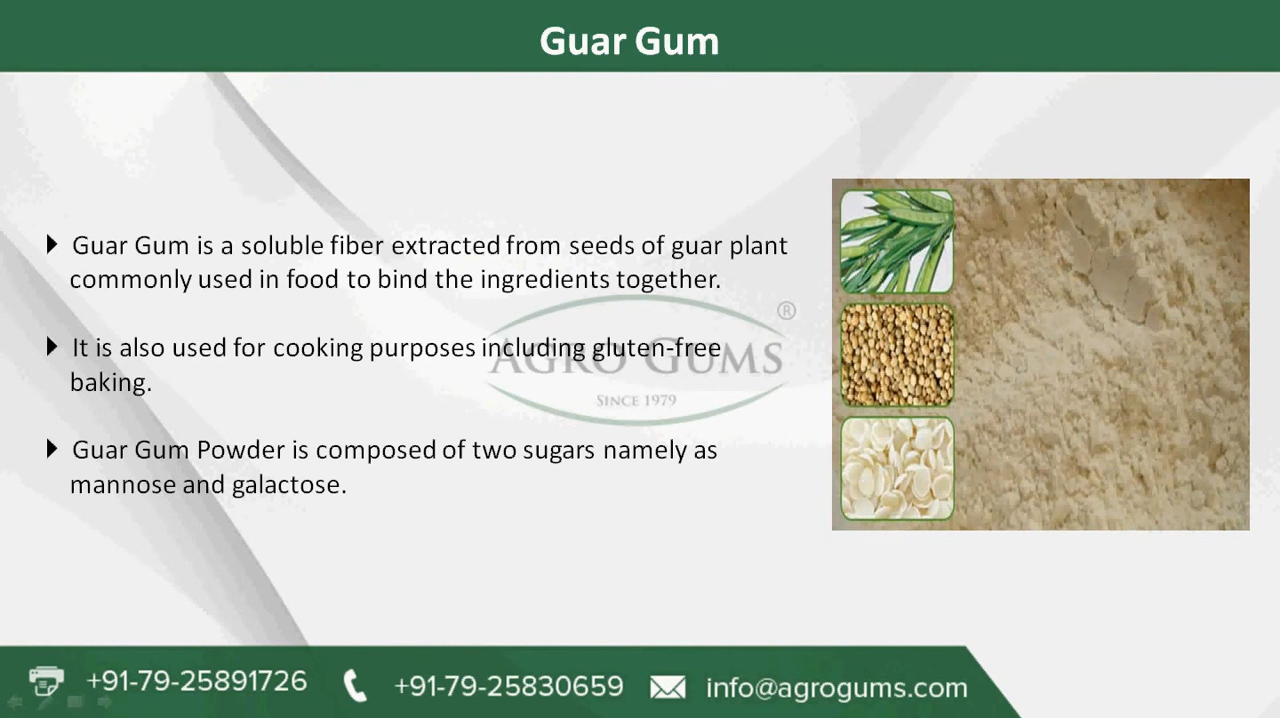 Guar Gum
Guar Gum is a soluble fiber extracted from seeds of guar plant
commonly used in food to bind the ingredients together.
It is also used for cooking purposes including gluten-free
baking.
Guar Gum Powder is composed of two sugars namely as
mannose and galactose.
®
AGRO GUMS
SINCE 1979
+91-79-25891726
+91-79-25830659
info@agrogums.com